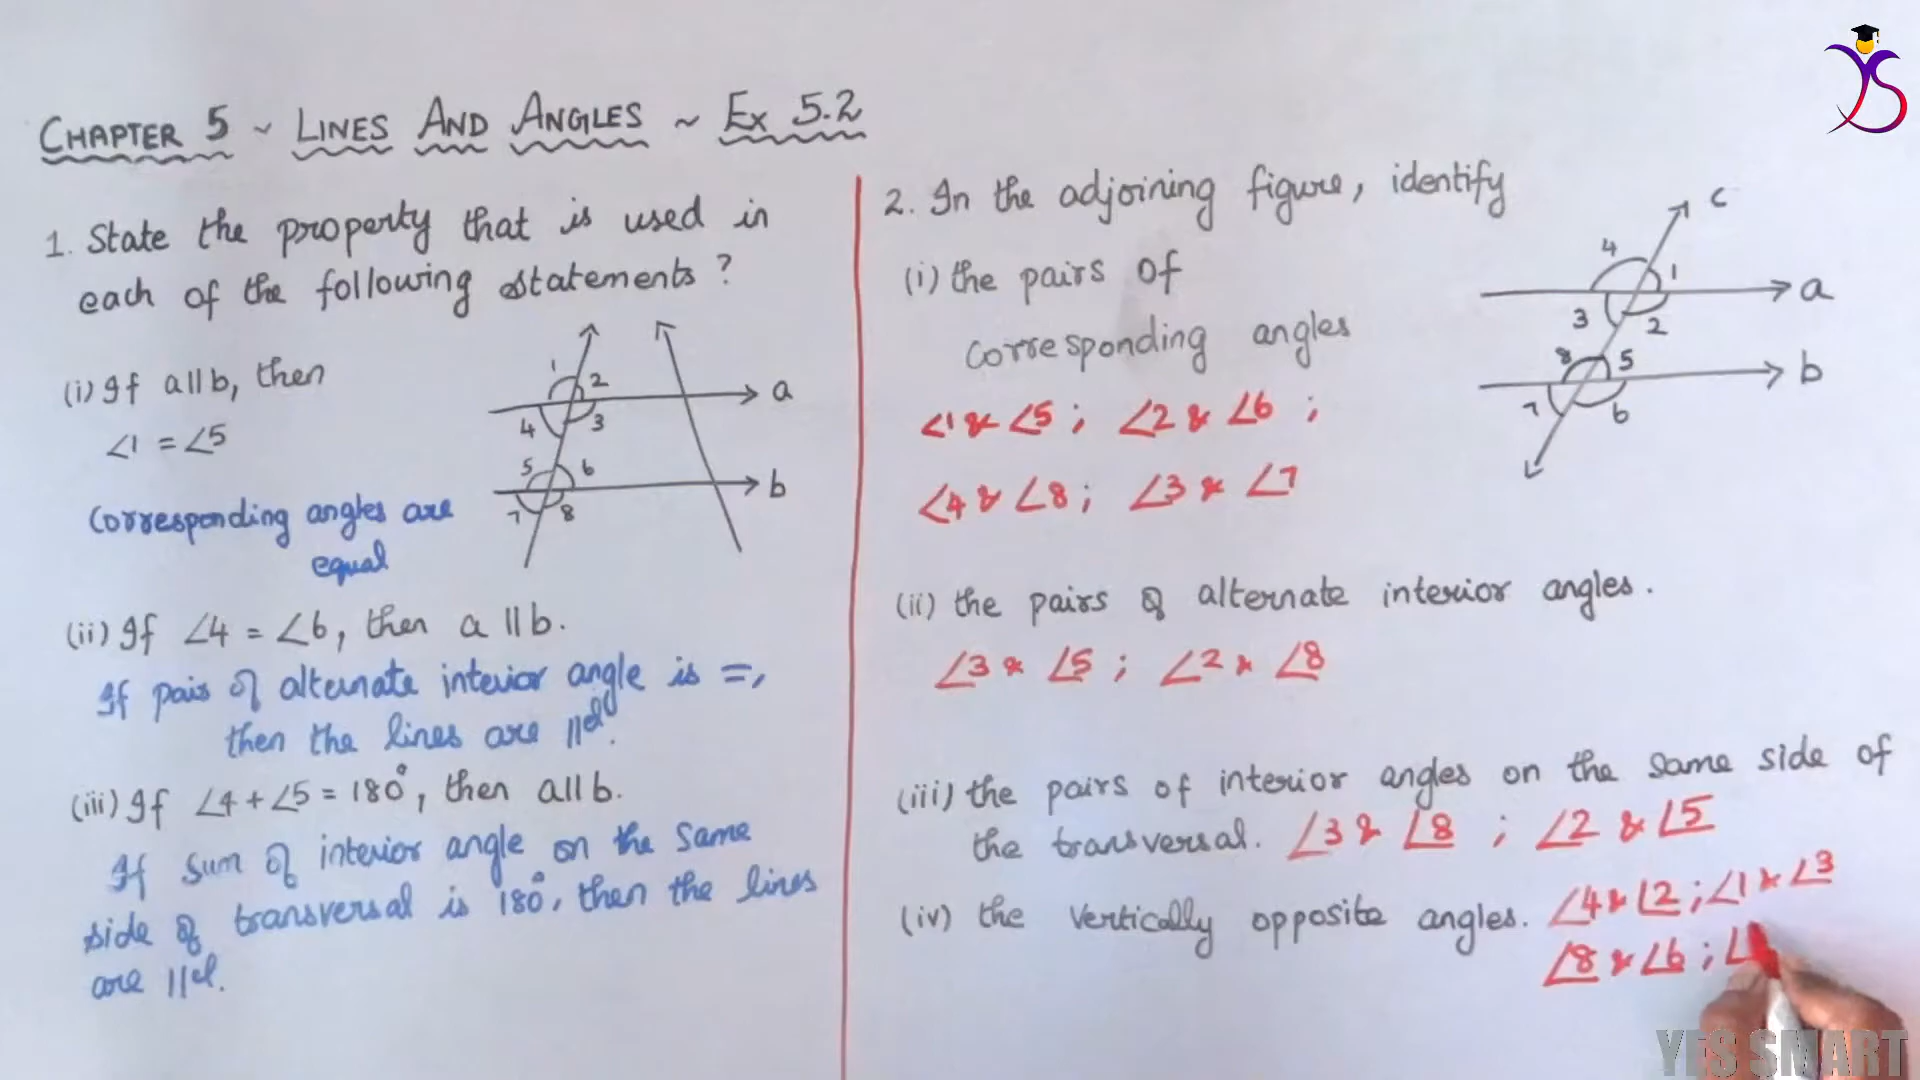 CHAPTER 5 ~ LINES AND ANGLES ~ Ex 5.2
1. State the property that is used in
each of the following statements?
(i) If a||b, then
∠1 = ∠5
1 2
4 3
a
5 6
7 8
b
Corresponding angles are
equal
(ii) If ∠4 = ∠6, then a || b.
If pair of alternate interior angle is =,
then the lines are ||el.
(iii) If ∠4 + ∠5 = 180°, then a||b.
If sum of interior angle on the same
side of transversal is 180°, then the lines
are ||el.
2. In the adjoining figure, identify
(i) the pairs of
corresponding angles
c
4 1
a
3 2
8 5
b
7 6
∠1 & ∠5 ; ∠2 & ∠6 ;
∠4 & ∠8 ; ∠3 & ∠7
(ii) the pairs of alternate interior angles.
∠3 & ∠5 ; ∠2 & ∠8
(iii) the pairs of interior angles on the same side of
the transversal. ∠3 & ∠8 ; ∠2 & ∠5
(iv) the vertically opposite angles. ∠4 & ∠2 ; ∠1 & ∠3
∠8 & ∠6 ; ∠
YS
YES SMART